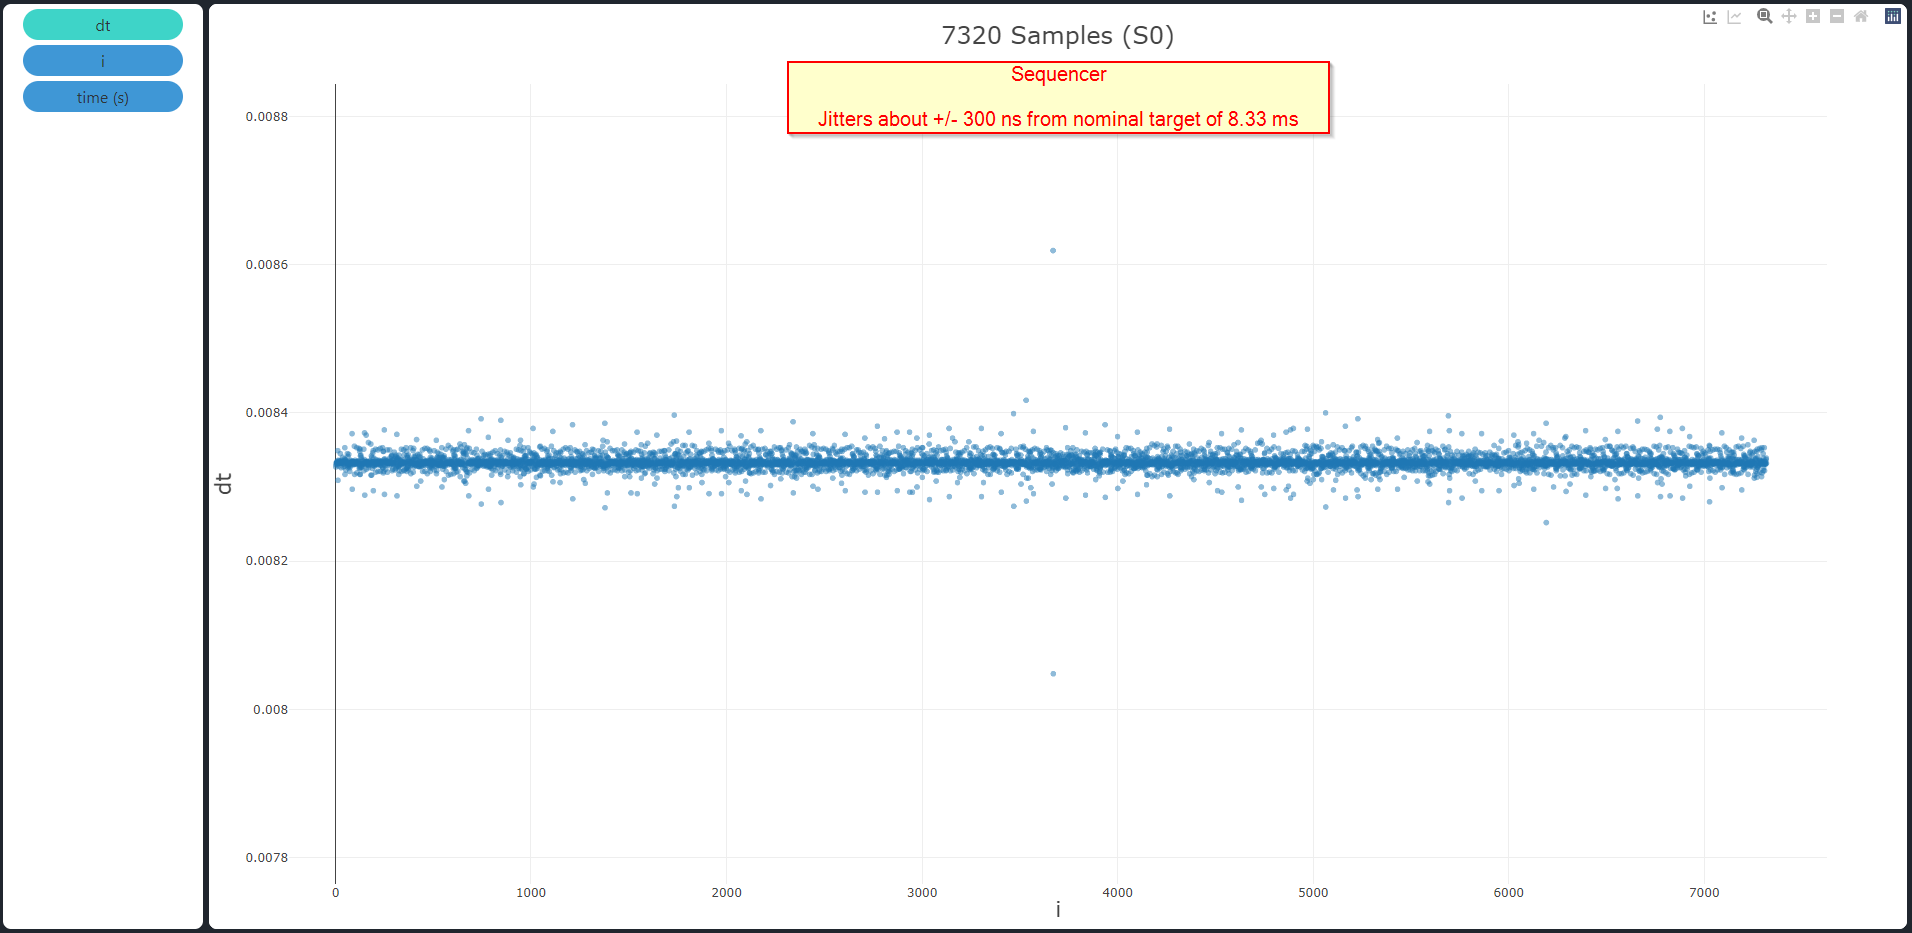 dt
i
time (s)
7320 Samples (S0)
Sequencer
Jitters about +/- 300 ns from nominal target of 8.33 ms
0.0088
0.0086
0.0084
0.0082
0.008
0.0078
dt
0 1000 2000 3000 4000 5000 6000 7000
i